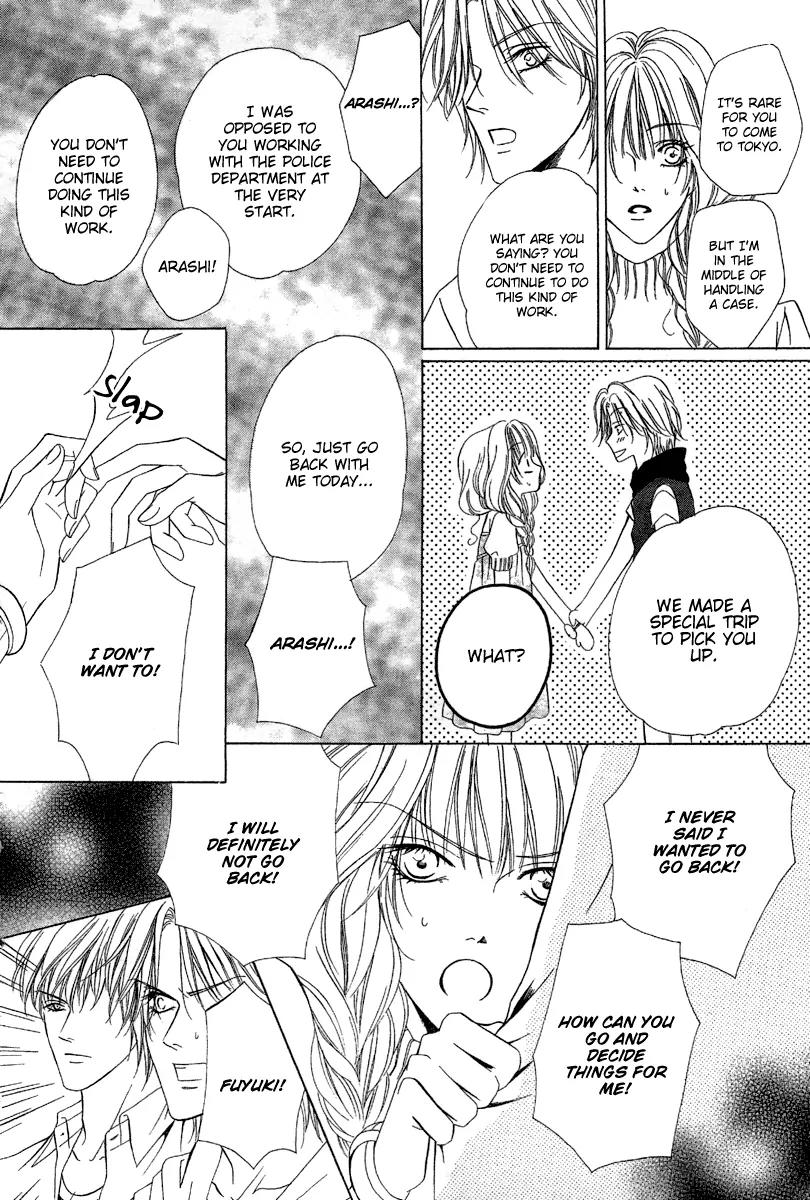 IT'S RARE
FOR YOU
TO COME
TO TOKYO.
BUT I'M
IN THE
MIDDLE OF
HANDLING
A CASE.
WHAT ARE YOU
SAYING? YOU
DON'T NEED TO
CONTINUE TO DO
THIS KIND OF
WORK.
ARASHI...?
I WAS
OPPOSED TO
YOU WORKING
WITH THE POLICE
DEPARTMENT AT
THE VERY
START.
ARASHI!
YOU DON'T
NEED TO
CONTINUE
DOING THIS
KIND OF
WORK.
WE MADE A
SPECIAL TRIP
TO PICK YOU
UP.
WHAT?
SO, JUST GO
BACK WITH
ME TODAY...
ARASHI...!
slap
I DON'T
WANT TO!
I NEVER
SAID I
WANTED TO
GO BACK!
HOW CAN YOU
GO AND
DECIDE
THINGS FOR
ME!
I WILL
DEFINITELY
NOT GO
BACK!
FUYUKI!